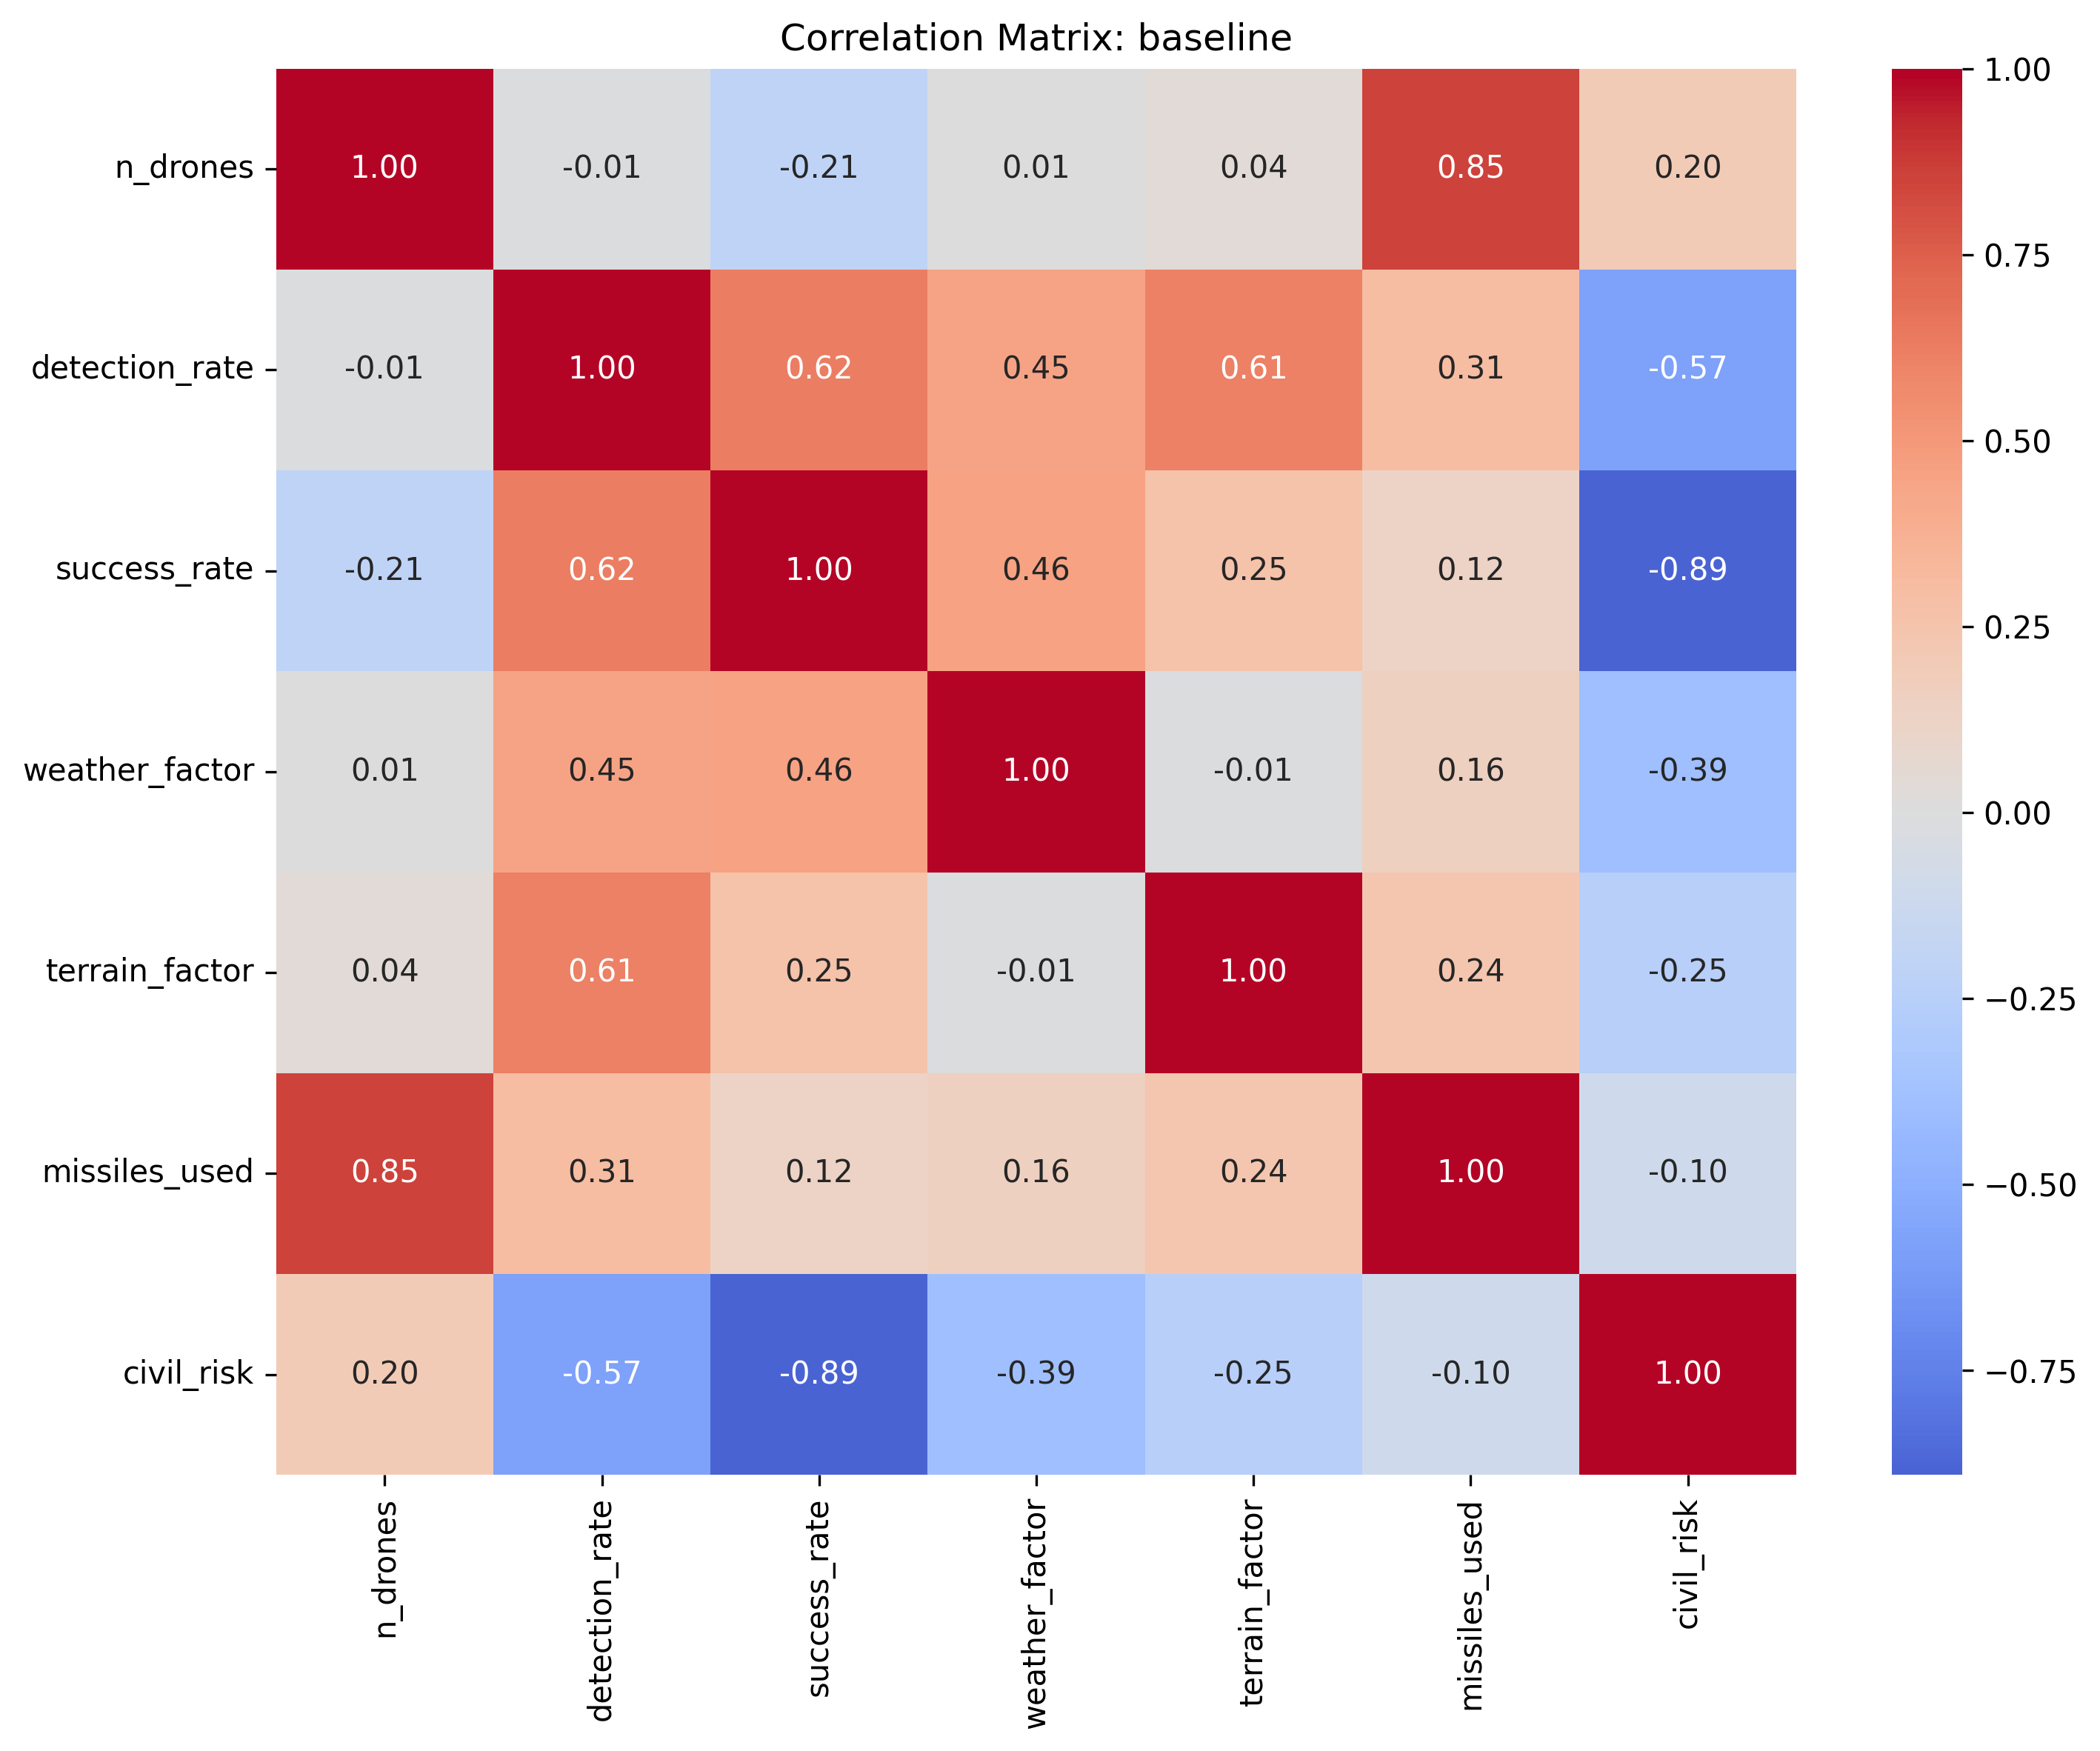 Correlation Matrix: baseline
n_drones 1.00 -0.01 -0.21 0.01 0.04 0.85 0.20
detection_rate -0.01 1.00 0.62 0.45 0.61 0.31 -0.57
success_rate -0.21 0.62 1.00 0.46 0.25 0.12 -0.89
weather_factor 0.01 0.45 0.46 1.00 -0.01 0.16 -0.39
terrain_factor 0.04 0.61 0.25 -0.01 1.00 0.24 -0.25
missiles_used 0.85 0.31 0.12 0.16 0.24 1.00 -0.10
civil_risk 0.20 -0.57 -0.89 -0.39 -0.25 -0.10 1.00
n_drones
detection_rate
success_rate
weather_factor
terrain_factor
missiles_used
civil_risk
1.00
0.75
0.50
0.25
0.00
−0.25
−0.50
−0.75